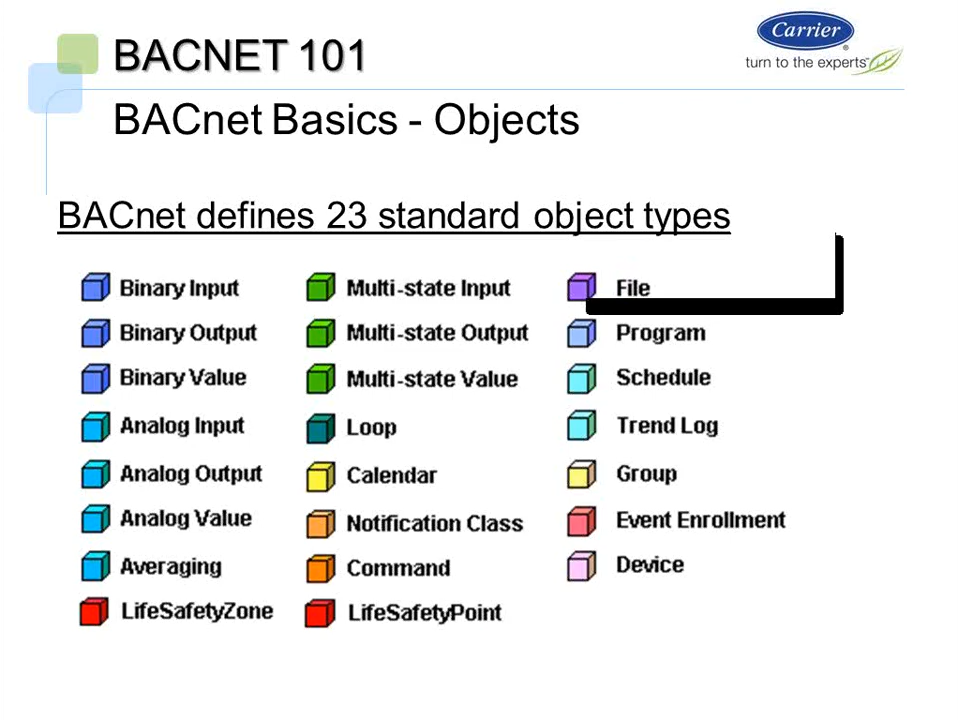 BACNET 101
Carrier
turn to the experts
BACnet Basics - Objects
BACnet defines 23 standard object types
Binary Input
Binary Output
Binary Value
Analog Input
Analog Output
Analog Value
Averaging
LifeSafetyZone
Multi-state Input
Multi-state Output
Multi-state Value
Loop
Calendar
Notification Class
Command
LifeSafetyPoint
File
Program
Schedule
Trend Log
Group
Event Enrollment
Device